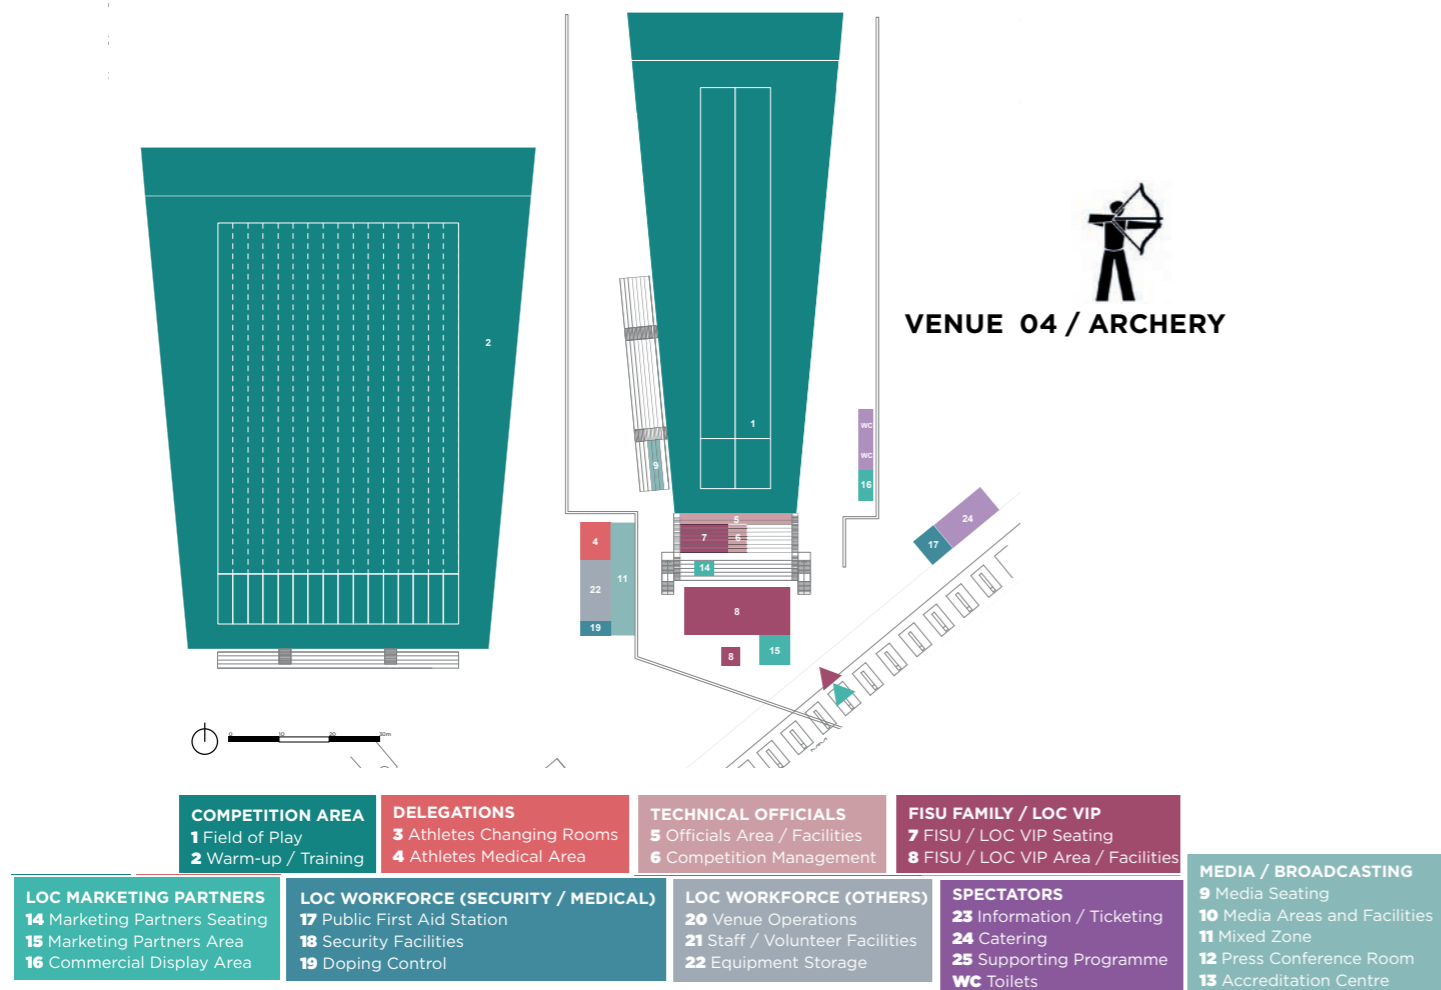 2
1
9
WC
WC
16
VENUE 04 / ARCHERY
5
7
6
14
4
22
11
19
8
8
15
17
24
0
10
20
30m
COMPETITION AREA
1 Field of Play
2 Warm-up / Training
DELEGATIONS
3 Athletes Changing Rooms
4 Athletes Medical Area
TECHNICAL OFFICIALS
5 Officials Area / Facilities
6 Competition Management
FISU FAMILY / LOC VIP
7 FISU / LOC VIP Seating
8 FISU / LOC VIP Area / Facilities
LOC MARKETING PARTNERS
14 Marketing Partners Seating
15 Marketing Partners Area
16 Commercial Display Area
LOC WORKFORCE (SECURITY / MEDICAL)
17 Public First Aid Station
18 Security Facilities
19 Doping Control
LOC WORKFORCE (OTHERS)
20 Venue Operations
21 Staff / Volunteer Facilities
22 Equipment Storage
SPECTATORS
23 Information / Ticketing
24 Catering
25 Supporting Programme
WC Toilets
MEDIA / BROADCASTING
9 Media Seating
10 Media Areas and Facilities
11 Mixed Zone
12 Press Conference Room
13 Accreditation Centre